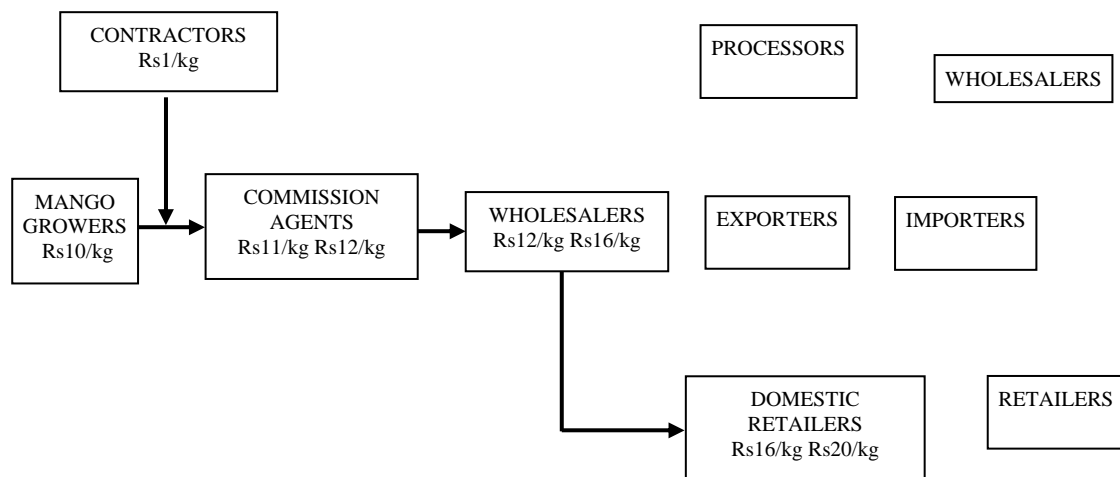 CONTRACTORS
Rs1/kg
PROCESSORS
WHOLESALERS
MANGO
GROWERS
Rs10/kg
COMMISSION
AGENTS
Rs11/kg Rs12/kg
WHOLESALERS
Rs12/kg Rs16/kg
EXPORTERS
IMPORTERS
DOMESTIC
RETAILERS
Rs16/kg Rs20/kg
RETAILERS